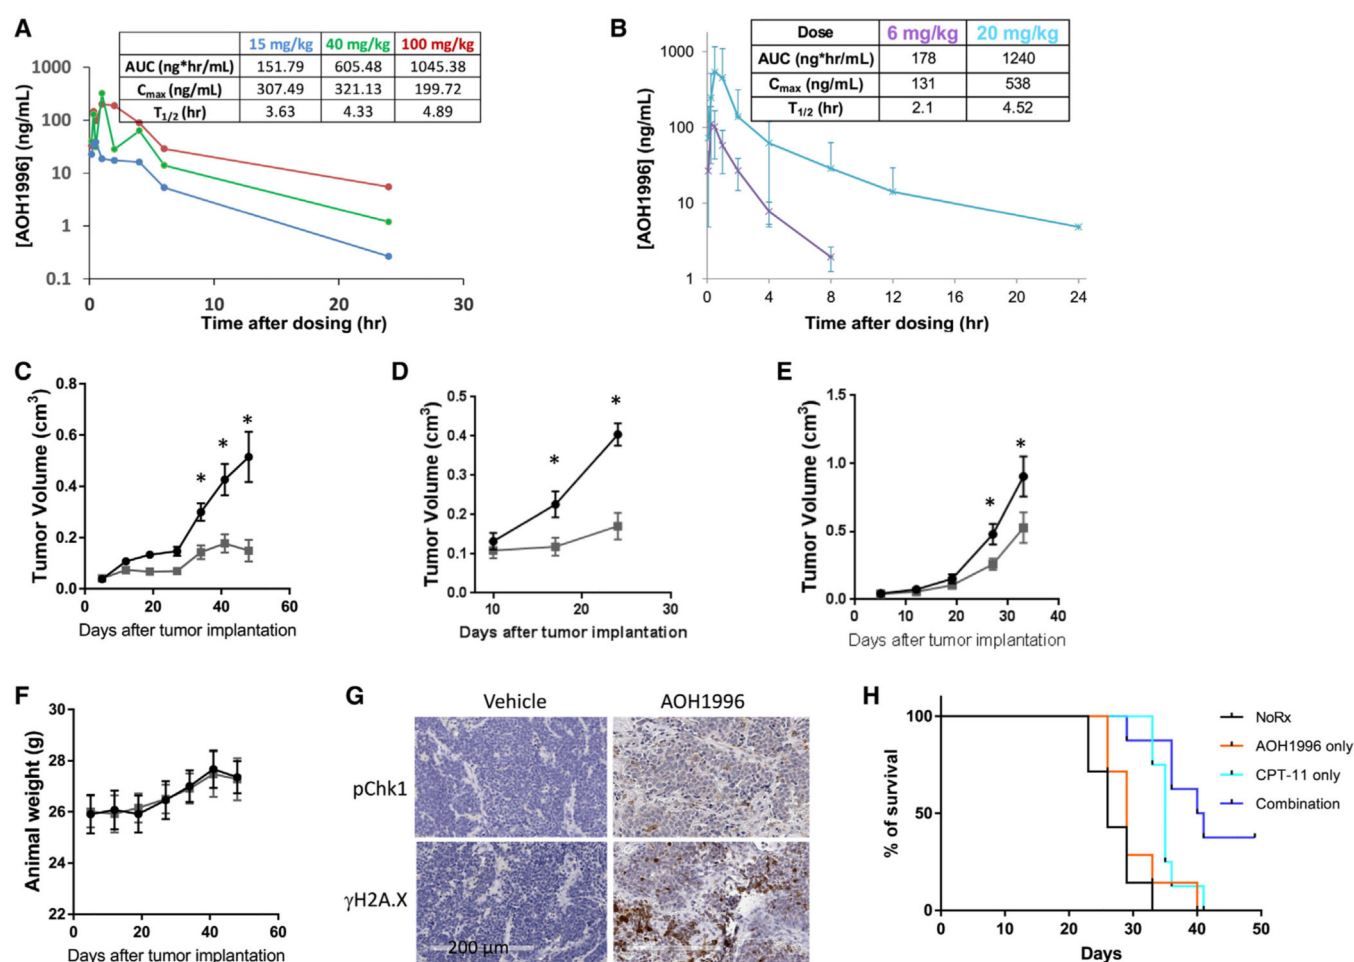 A
15 mg/kg 40 mg/kg 100 mg/kg
AUC (ng*hr/mL) 151.79 605.48 1045.38
Cmax (ng/mL) 307.49 321.13 199.72
T1/2 (hr) 3.63 4.33 4.89
[AOH1996] (ng/mL)
1000
100
10
1
0.1
0 10 20 30
Time after dosing (hr)
B
Dose 6 mg/kg 20 mg/kg
AUC (ng*hr/mL) 178 1240
Cmax (ng/mL) 131 538
T1/2 (hr) 2.1 4.52
[AOH1996] (ng/mL)
1000
100
10
1
0 4 8 12 16 20 24
Time after dosing (hr)
C
Tumor Volume (cm3)
0.8
0.6
0.4
0.2
0.0
* * *
0 20 40 60
Days after tumor implantation
D
Tumor Volume (cm3)
0.5
0.4
0.3
0.2
0.1
0.0
* *
10 20 30
Days after tumor implantation
E
Tumor Volume (cm3)
1.5
1.0
0.5
0.0
* *
0 10 20 30 40
Days after tumor implantation
F
Animal weight (g)
30
28
26
24
22
0 20 40 60
Days after tumor implantation
G
Vehicle AOH1996
pChk1
γH2A.X
200 μm
H
% of survival
100
50
0
0 10 20 30 40 50
Days
NoRx
AOH1996 only
CPT-11 only
Combination